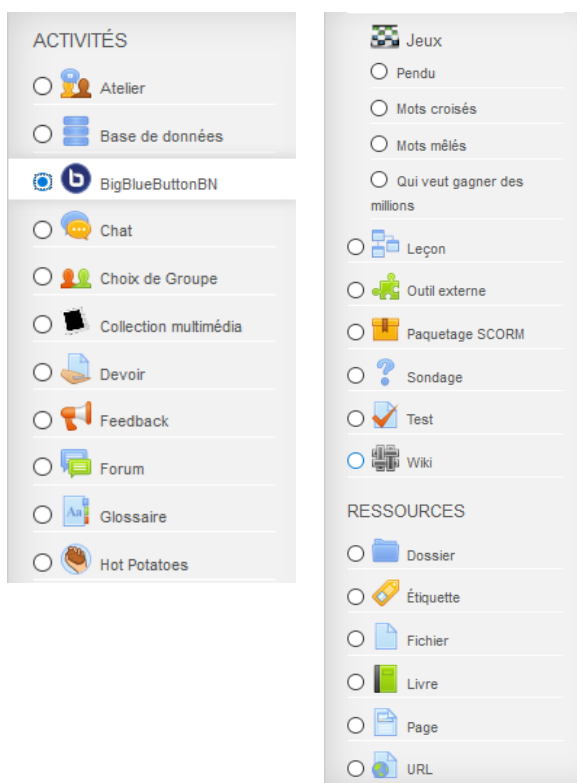 ACTIVITÉS
Atelier
Base de données
BigBlueButtonBN
Chat
Choix de Groupe
Collection multimédia
Devoir
Feedback
Forum
Glossaire
Hot Potatoes
Jeux
Pendu
Mots croisés
Mots mêlés
Qui veut gagner des
millions
Leçon
Outil externe
Paquetage SCORM
Sondage
Test
Wiki
RESSOURCES
Dossier
Étiquette
Fichier
Livre
Page
URL